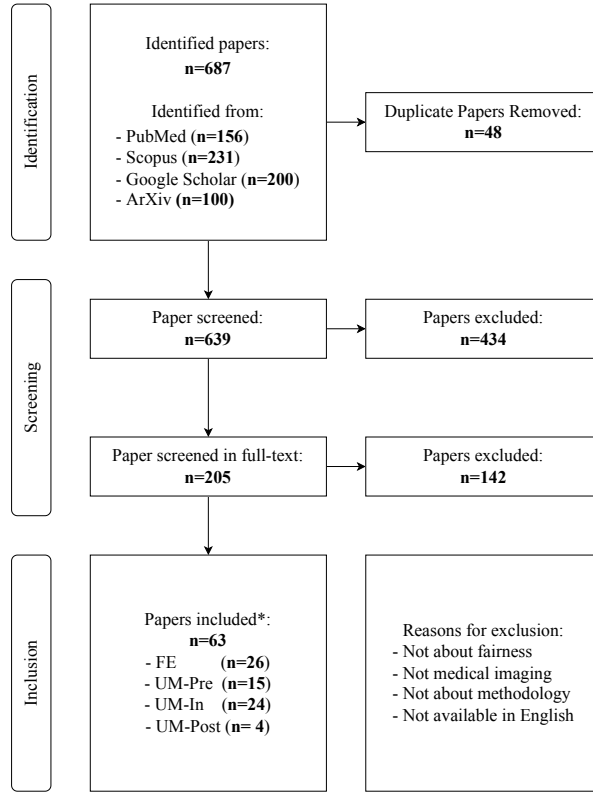 Identification
Identified papers:
n=687
Identified from:
- PubMed (n=156)
- Scopus (n=231)
- Google Scholar (n=200)
- ArXiv (n=100)
Duplicate Papers Removed:
n=48
Screening
Paper screened:
n=639
Papers excluded:
n=434
Paper screened in full-text:
n=205
Papers excluded:
n=142
Inclusion
Papers included*:
n=63
- FE (n=26)
- UM-Pre (n=15)
- UM-In (n=24)
- UM-Post (n= 4)
Reasons for exclusion:
- Not about fairness
- Not medical imaging
- Not about methodology
- Not available in English